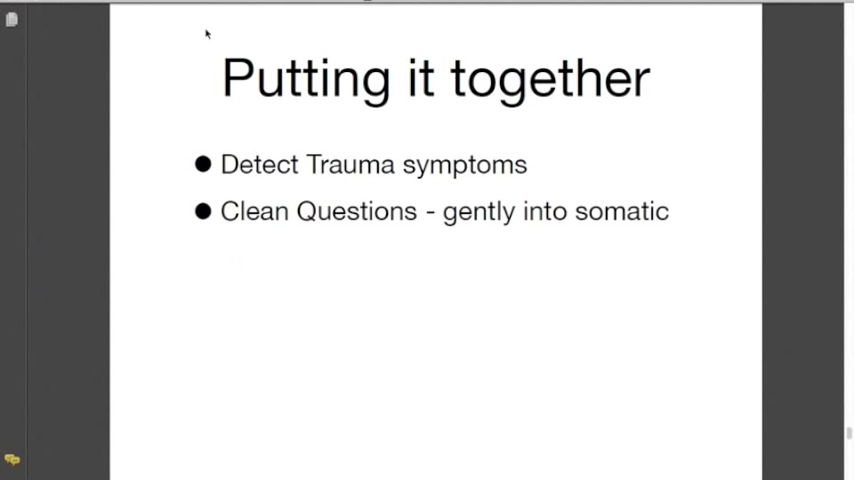 Putting it together
● Detect Trauma symptoms
● Clean Questions - gently into somatic